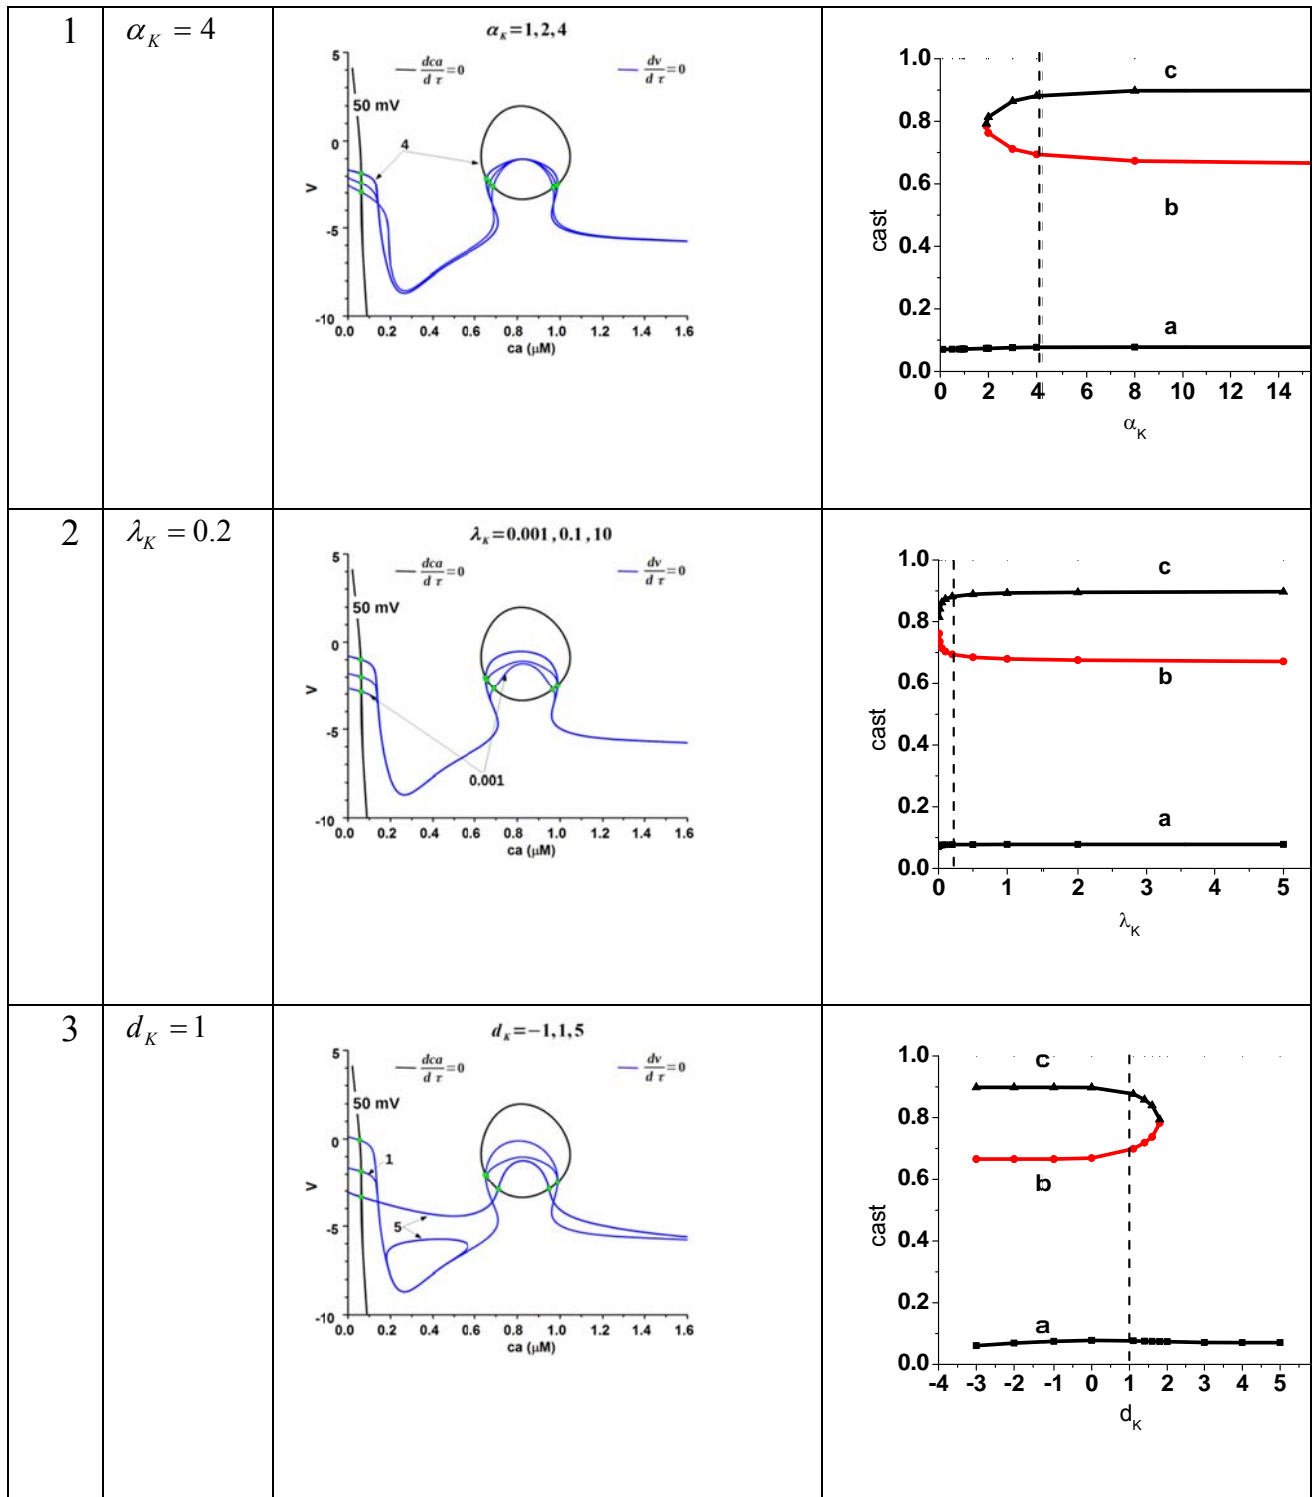 1
α_K = 4
α_K=1, 2, 4
dca/d τ=0
dv/d τ=0
50 mV
4
5
0
-5
-10
V
0.0 0.2 0.4 0.6 0.8 1.0 1.2 1.4 1.6
ca (μM)
1.0
0.8
0.6
0.4
0.2
0.0
cast
c
b
a
0 2 4 6 8 10 12 14
α_K
2
λ_K = 0.2
λ_K=0.001, 0.1, 10
dca/d τ=0
dv/d τ=0
50 mV
0.001
5
0
-5
-10
V
0.0 0.2 0.4 0.6 0.8 1.0 1.2 1.4 1.6
ca (μM)
1.0
0.8
0.6
0.4
0.2
0.0
cast
c
b
a
0 1 2 3 4 5
λ_K
3
d_K = 1
d_K=−1, 1, 5
dca/d τ=0
dv/d τ=0
50 mV
1
5
5
0
-5
-10
V
0.0 0.2 0.4 0.6 0.8 1.0 1.2 1.4 1.6
ca (μM)
1.0
0.8
0.6
0.4
0.2
0.0
cast
c
b
a
-4 -3 -2 -1 0 1 2 3 4 5
d_K